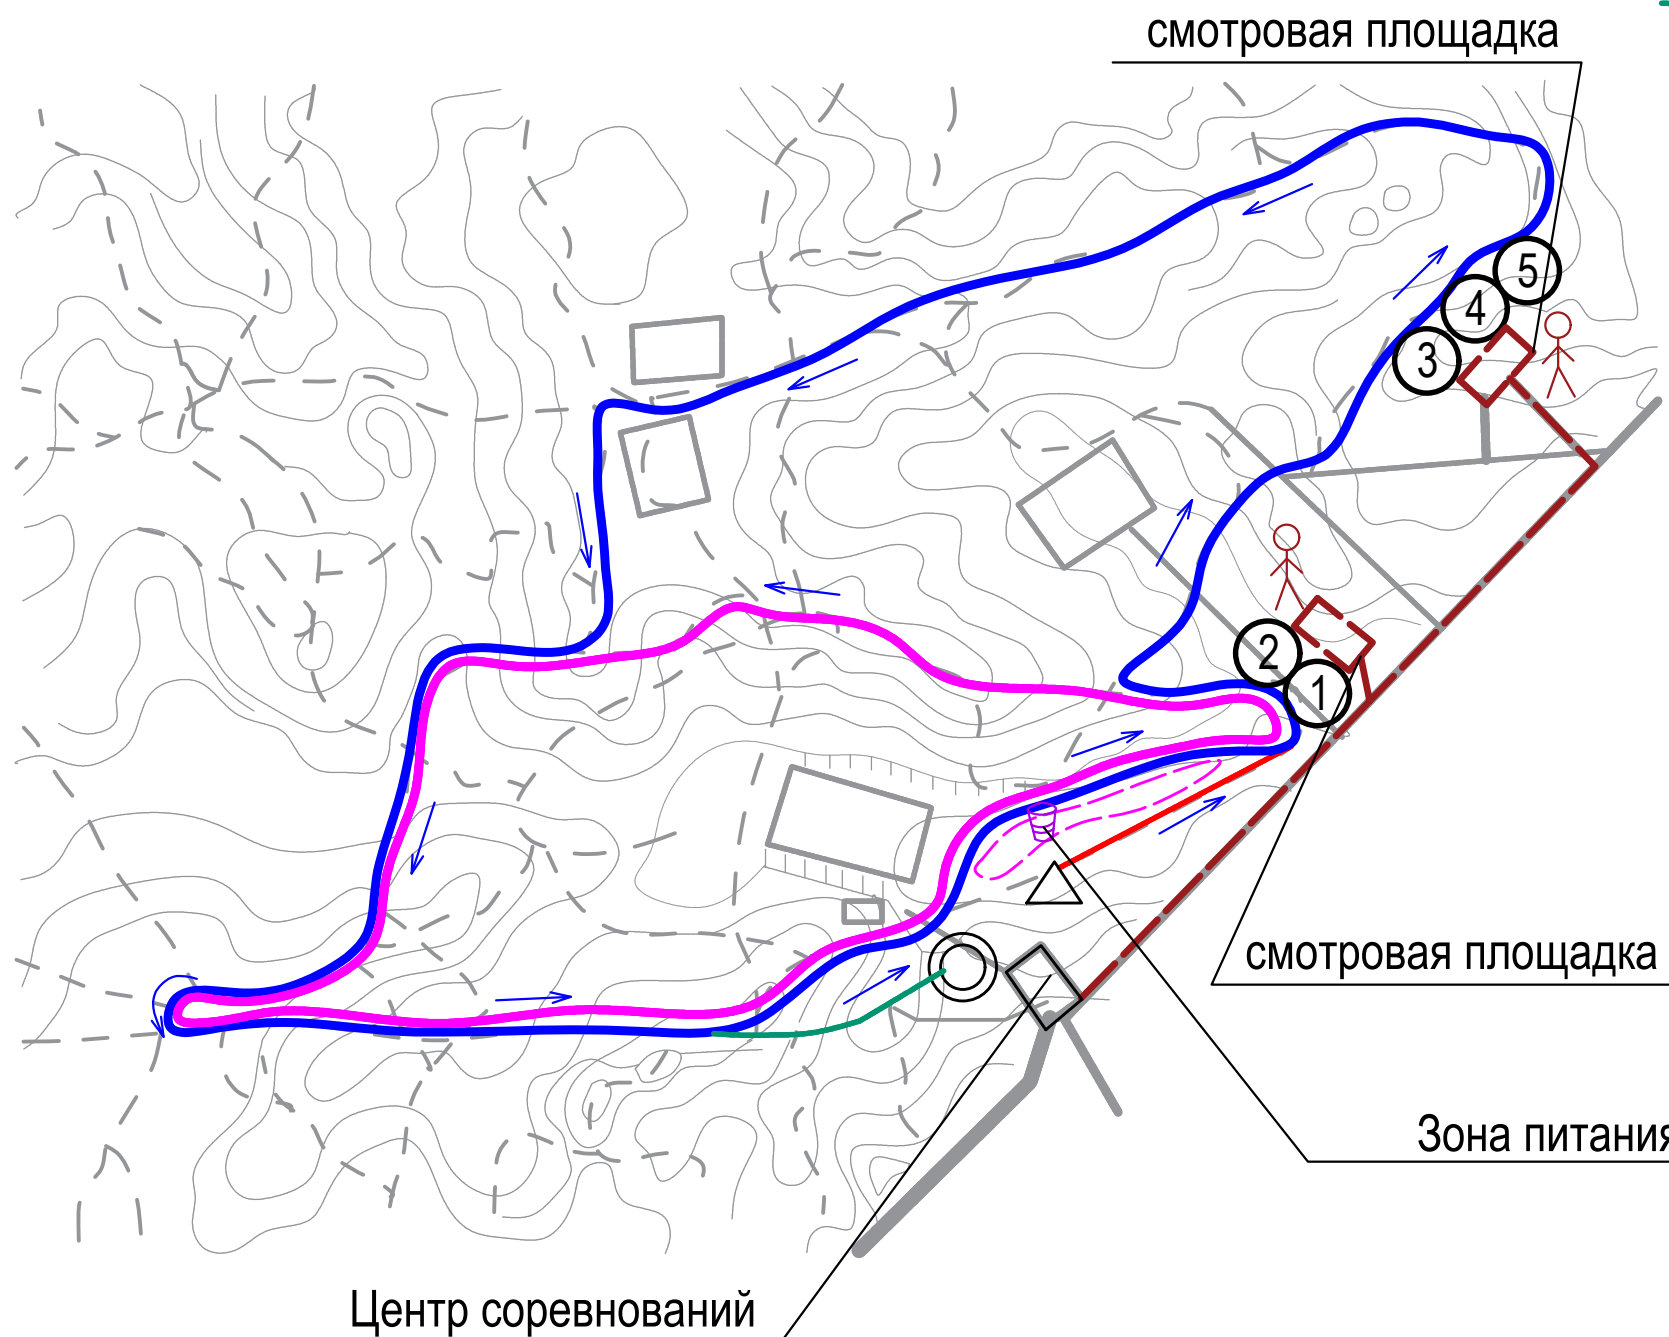 смотровая площадка
5
4
3
2
1
смотровая площадка
Зона питания
Центр соревнований